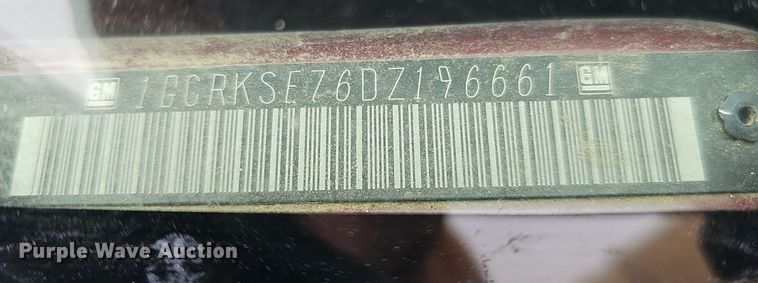 GM 1GCRKSE76DZ196661 GM
Purple Wave Auction